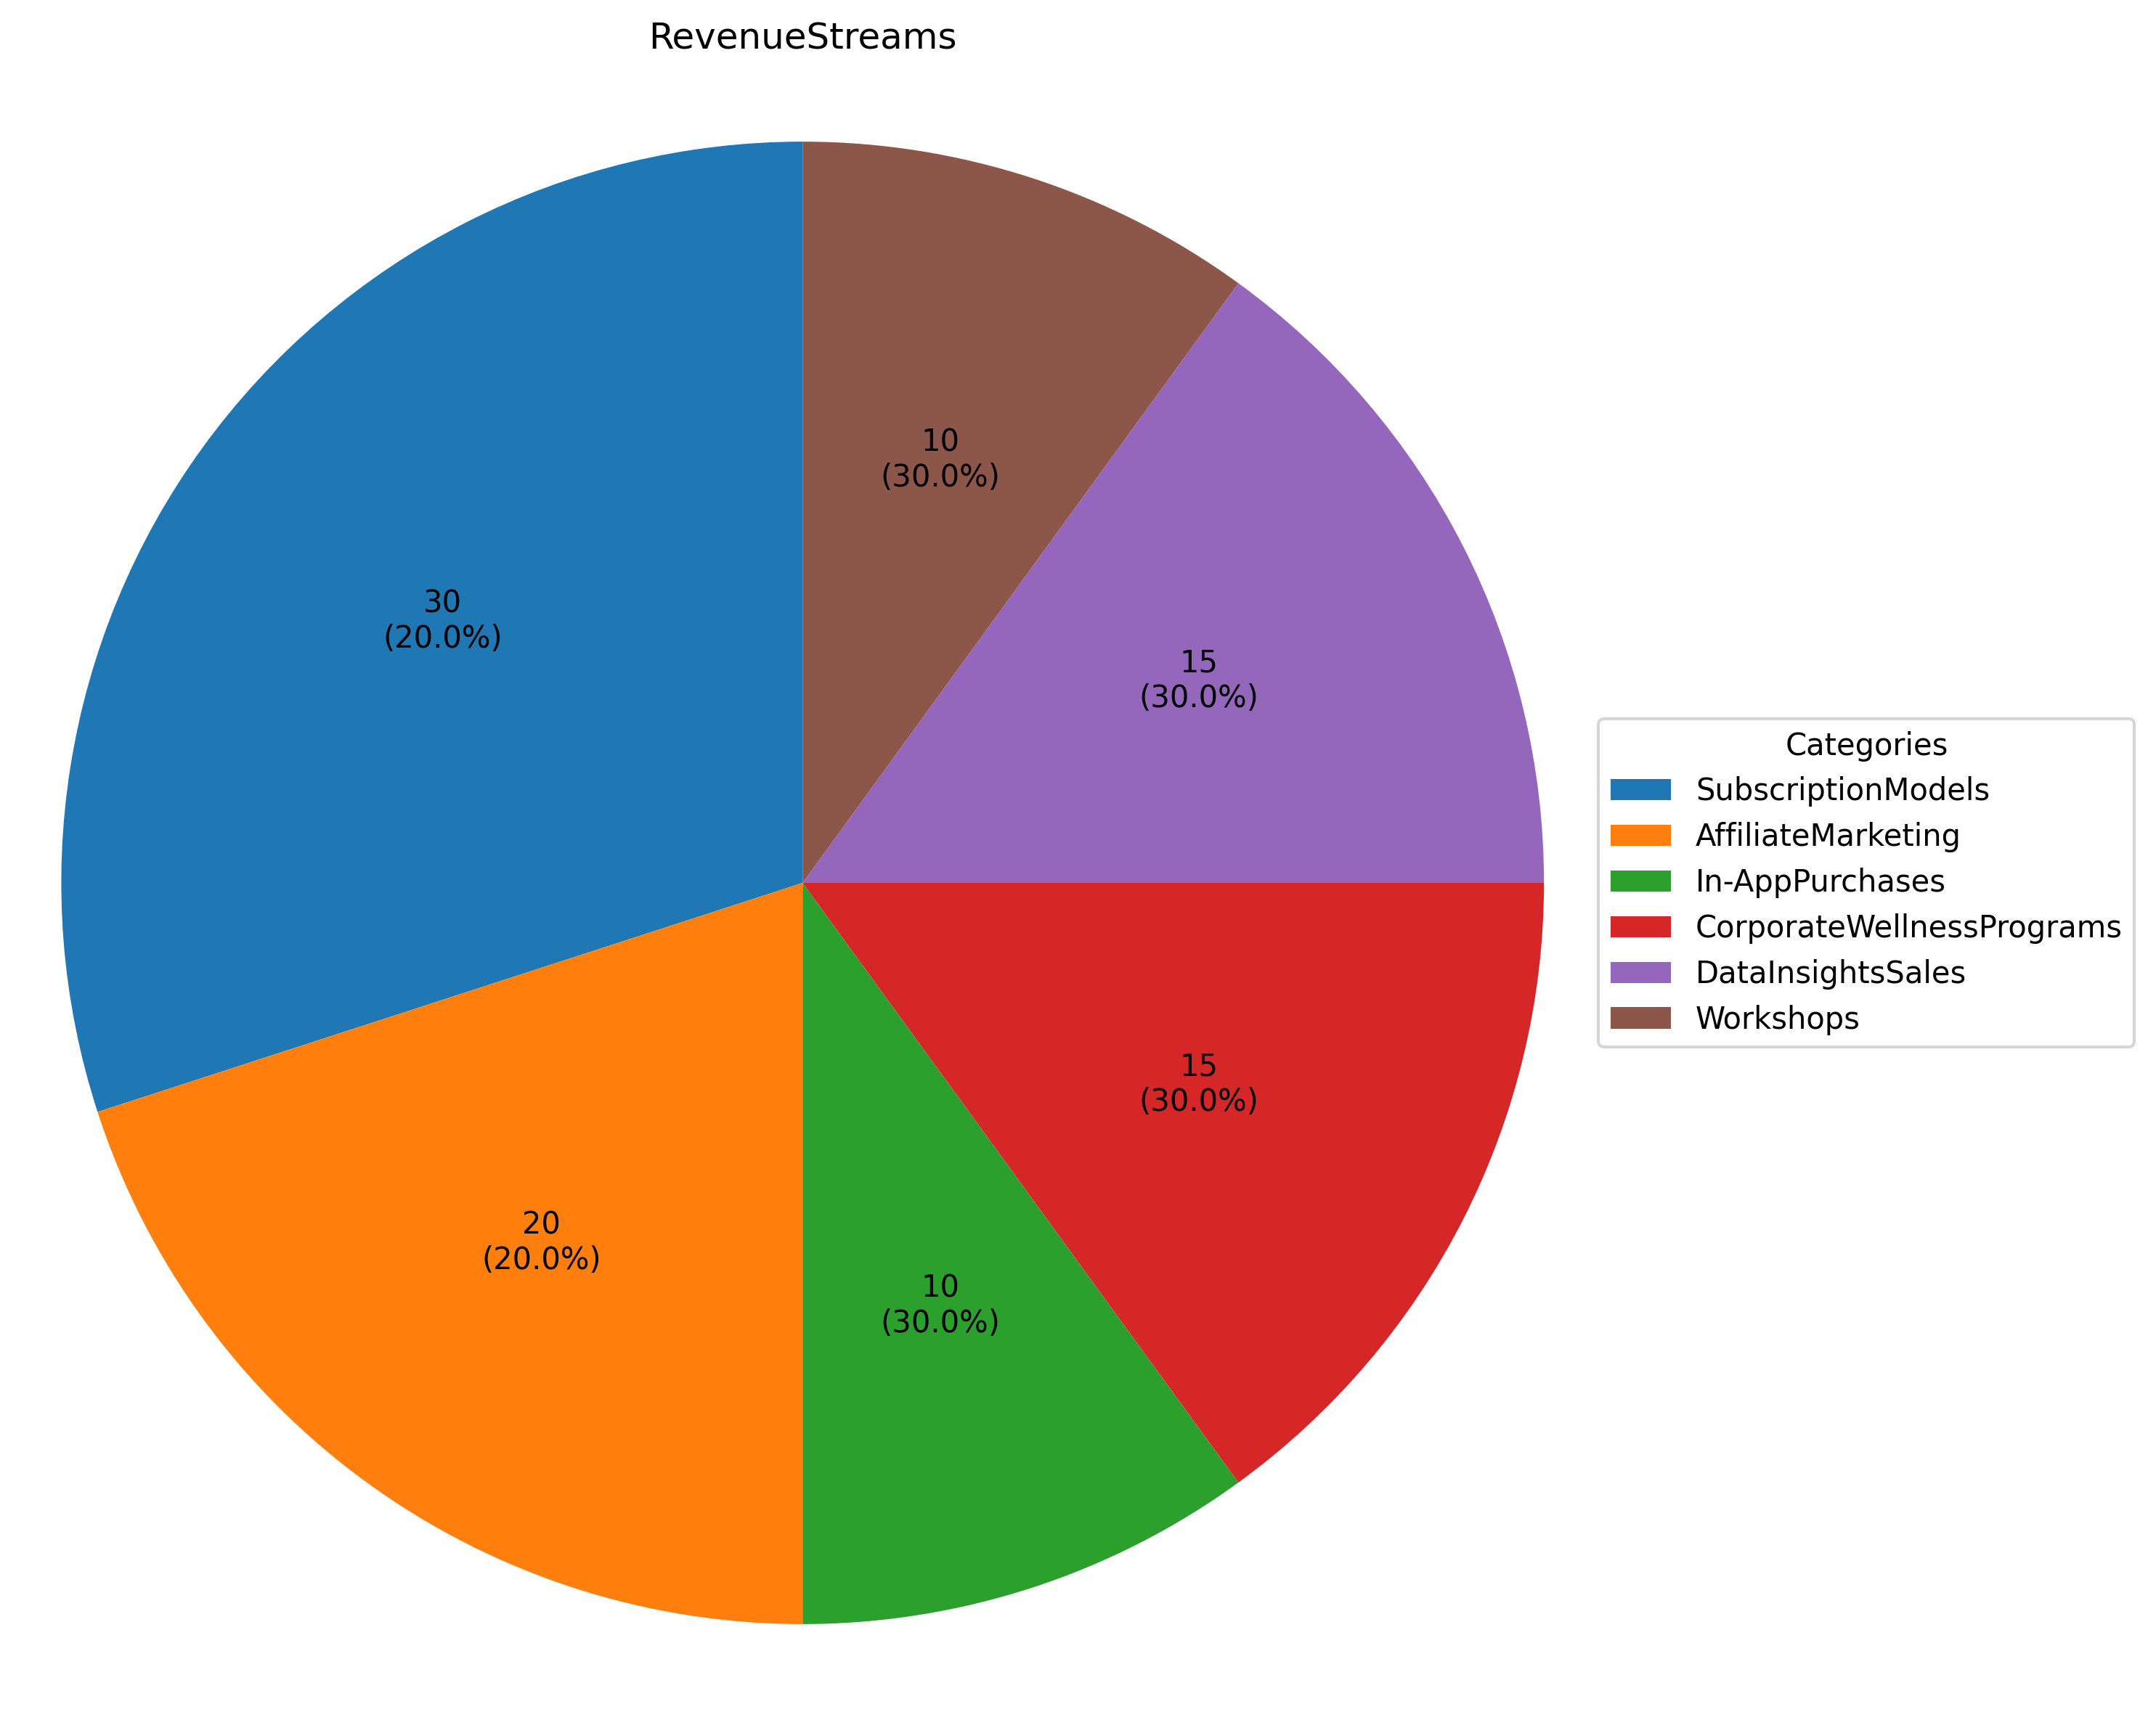 RevenueStreams
10
(30.0%)
30
(20.0%)
15
(30.0%)
15
(30.0%)
20
(20.0%)
10
(30.0%)
Categories
SubscriptionModels
AffiliateMarketing
In-AppPurchases
CorporateWellnessPrograms
DataInsightsSales
Workshops